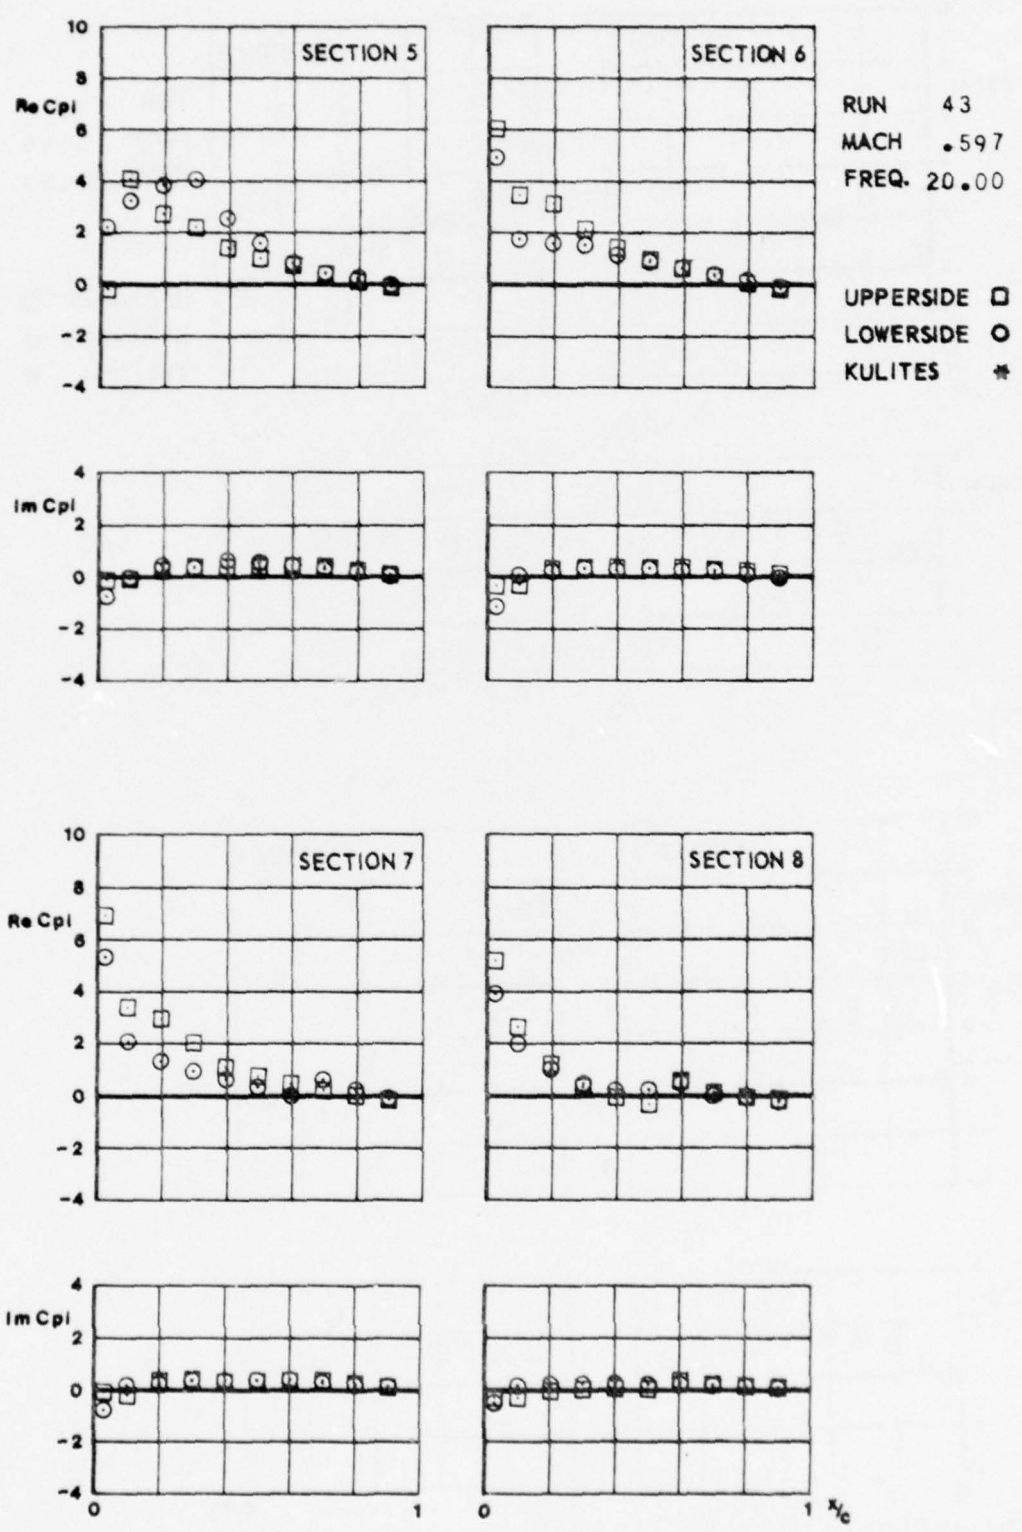 10
8
Re Cpi
6
4
2
0
-2
-4
SECTION 5
SECTION 6
RUN 43
MACH .597
FREQ. 20.00
UPPERSIDE □
LOWERSIDE ○
KULITES *
4
Im Cpi
2
0
-2
-4
10
8
Re Cpi
6
4
2
0
-2
-4
SECTION 7
SECTION 8
4
Im Cpi
2
0
-2
-4
0 1
0 1 x/c